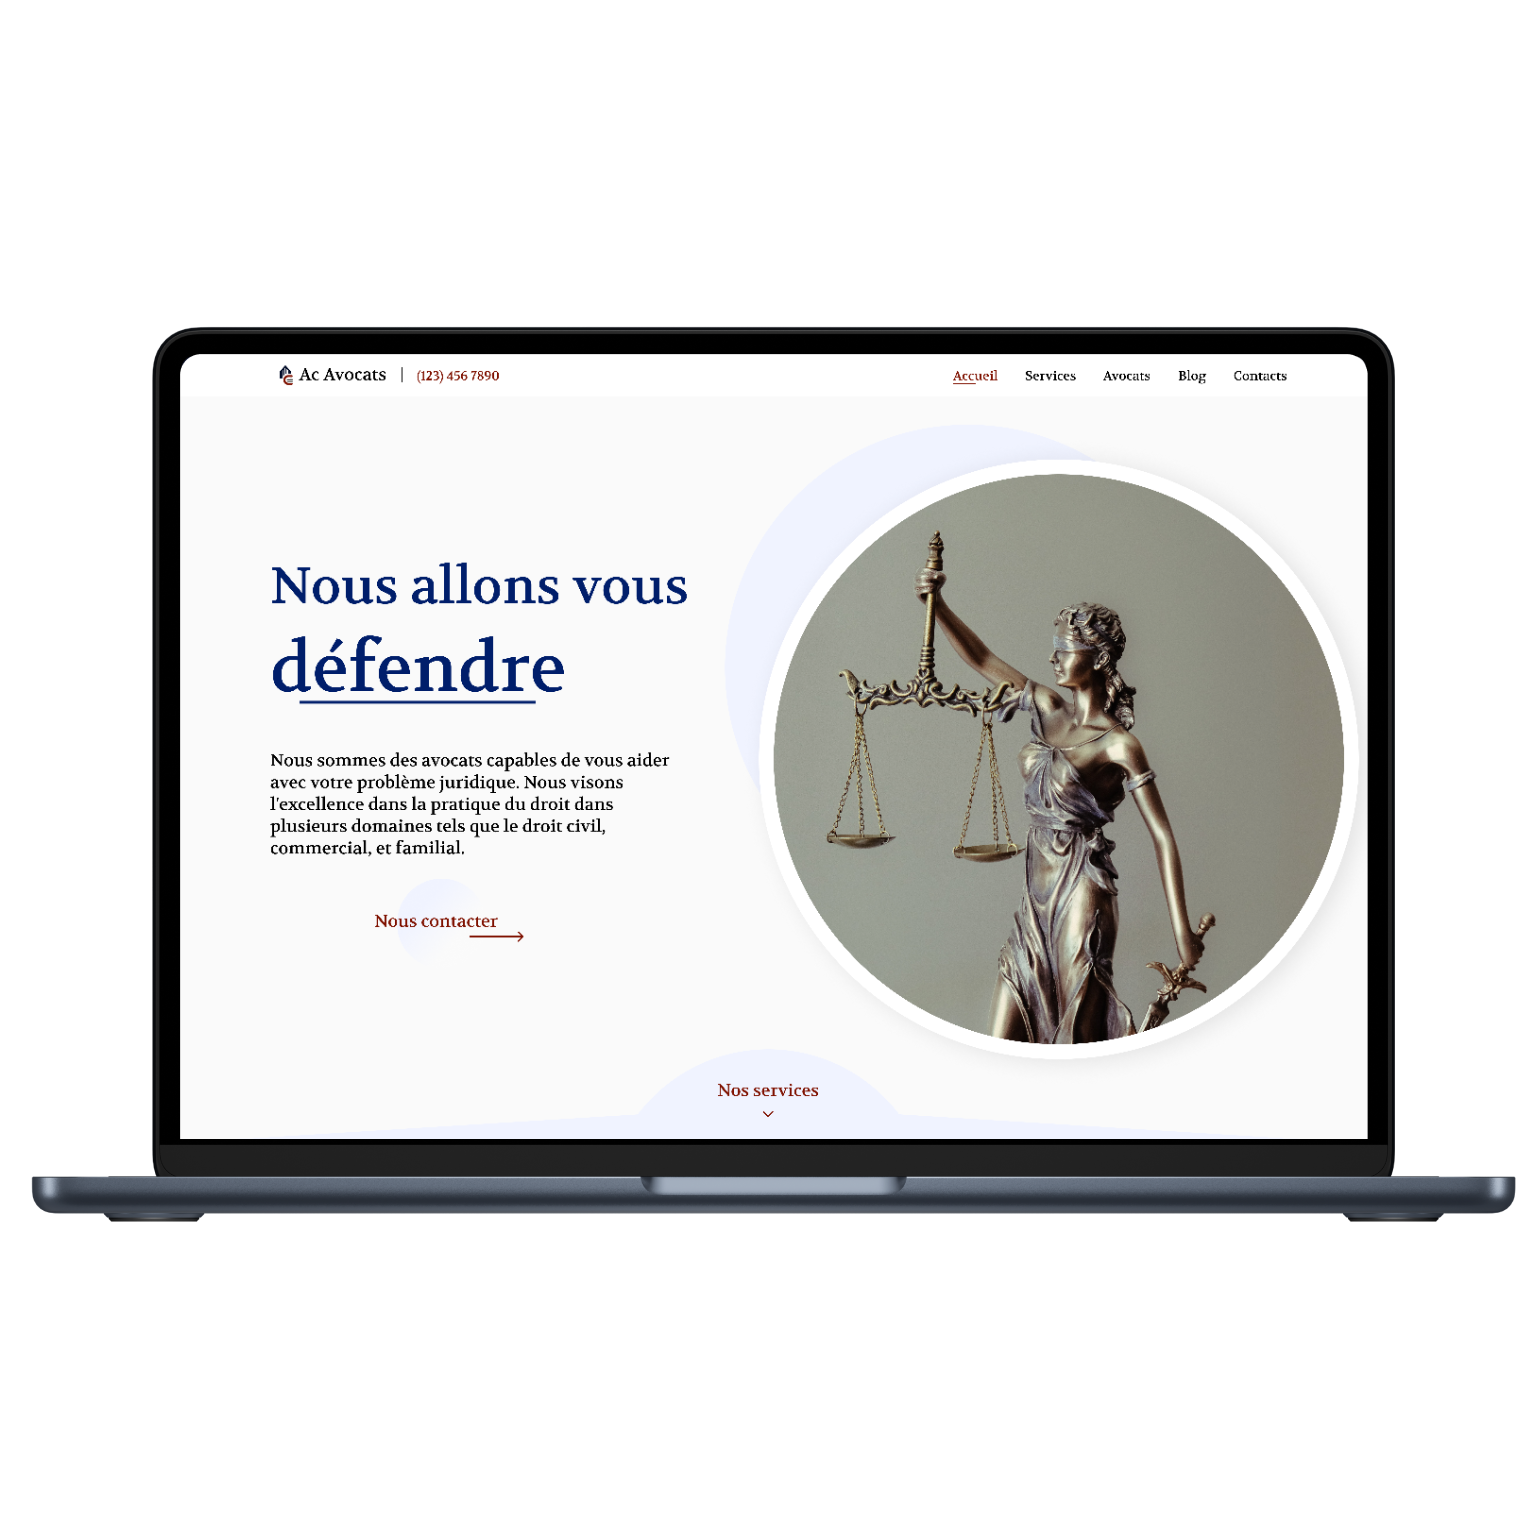 Ac Avocats | (123) 456 7890
Accueil Services Avocats Blog Contacts
Nous allons vous
défendre
Nous sommes des avocats capables de vous aider
avec votre problème juridique. Nous visons
l'excellence dans la pratique du droit dans
plusieurs domaines tels que le droit civil,
commercial, et familial.
Nous contacter
Nos services